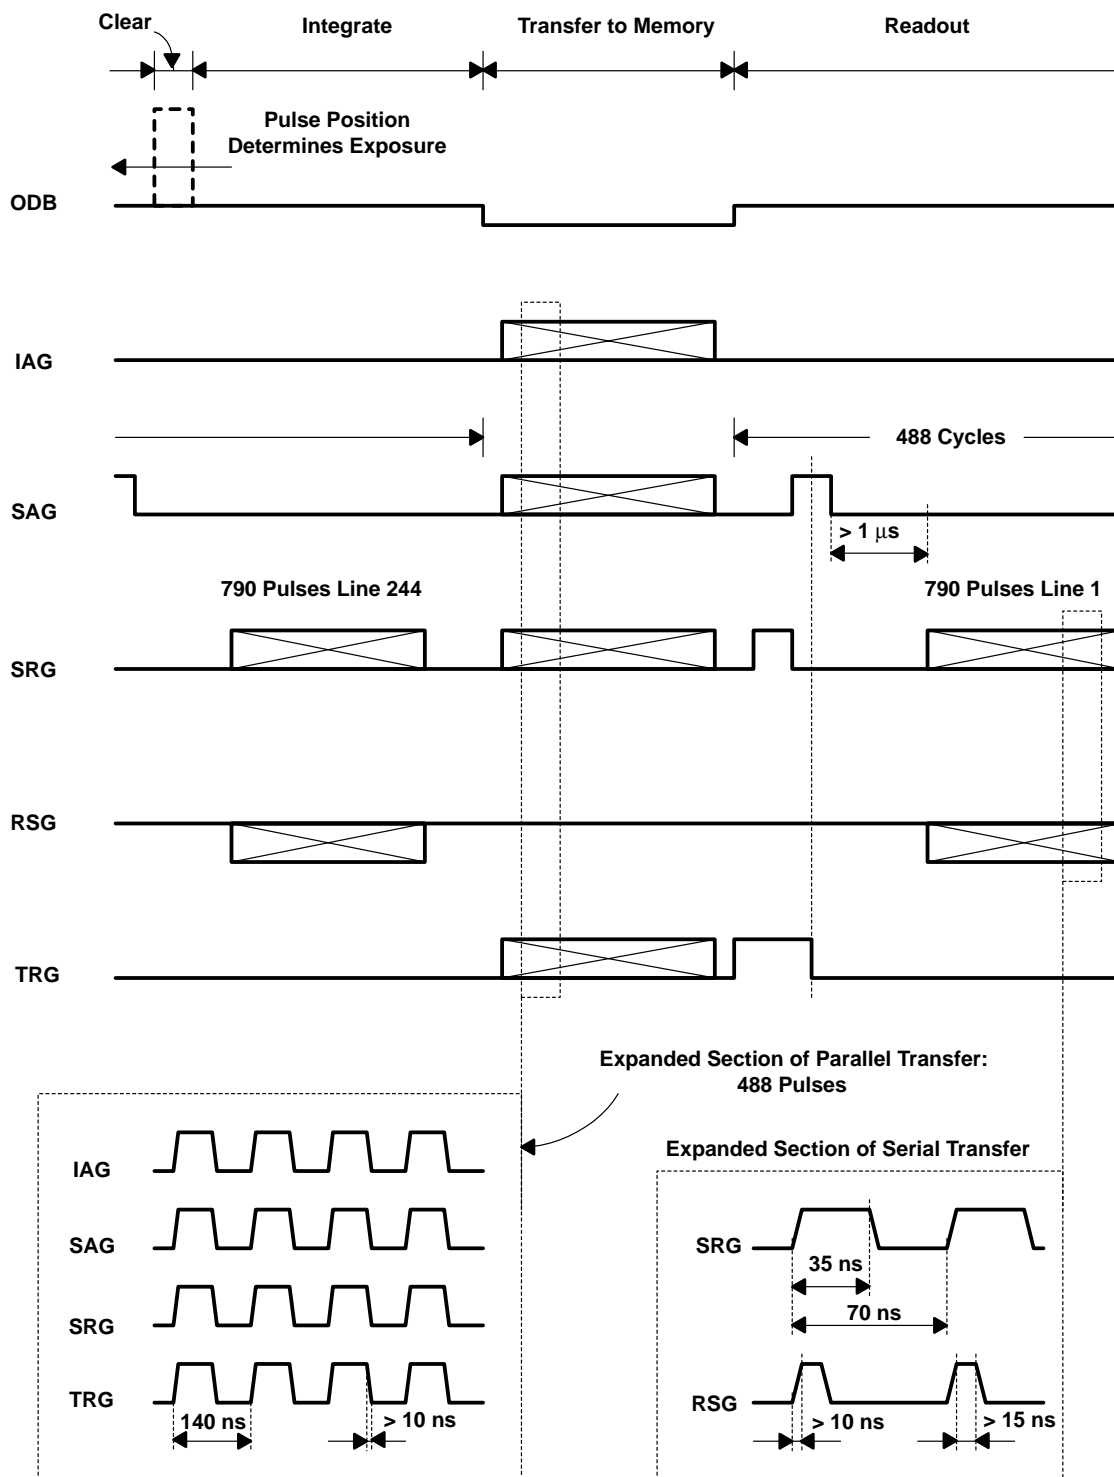 Clear
Integrate
Transfer to Memory
Readout
Pulse Position
Determines Exposure
ODB
IAG
488 Cycles
SAG
> 1 μs
790 Pulses Line 244
790 Pulses Line 1
SRG
RSG
TRG
Expanded Section of Parallel Transfer:
488 Pulses
IAG
SAG
SRG
TRG
140 ns
> 10 ns
Expanded Section of Serial Transfer
SRG
35 ns
70 ns
RSG
> 10 ns
> 15 ns